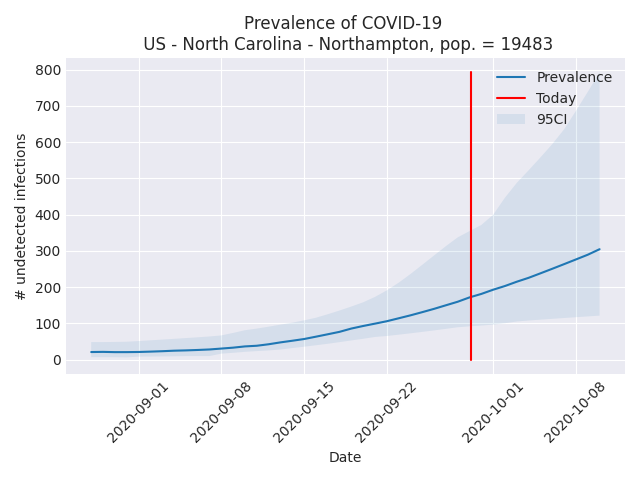 Prevalence of COVID-19
US - North Carolina - Northampton, pop. = 19483
800
700
600
500
400
300
200
100
0
# undetected infections
Prevalence
Today
95CI
2020-09-01
2020-09-08
2020-09-15
2020-09-22
2020-10-01
2020-10-08
Date